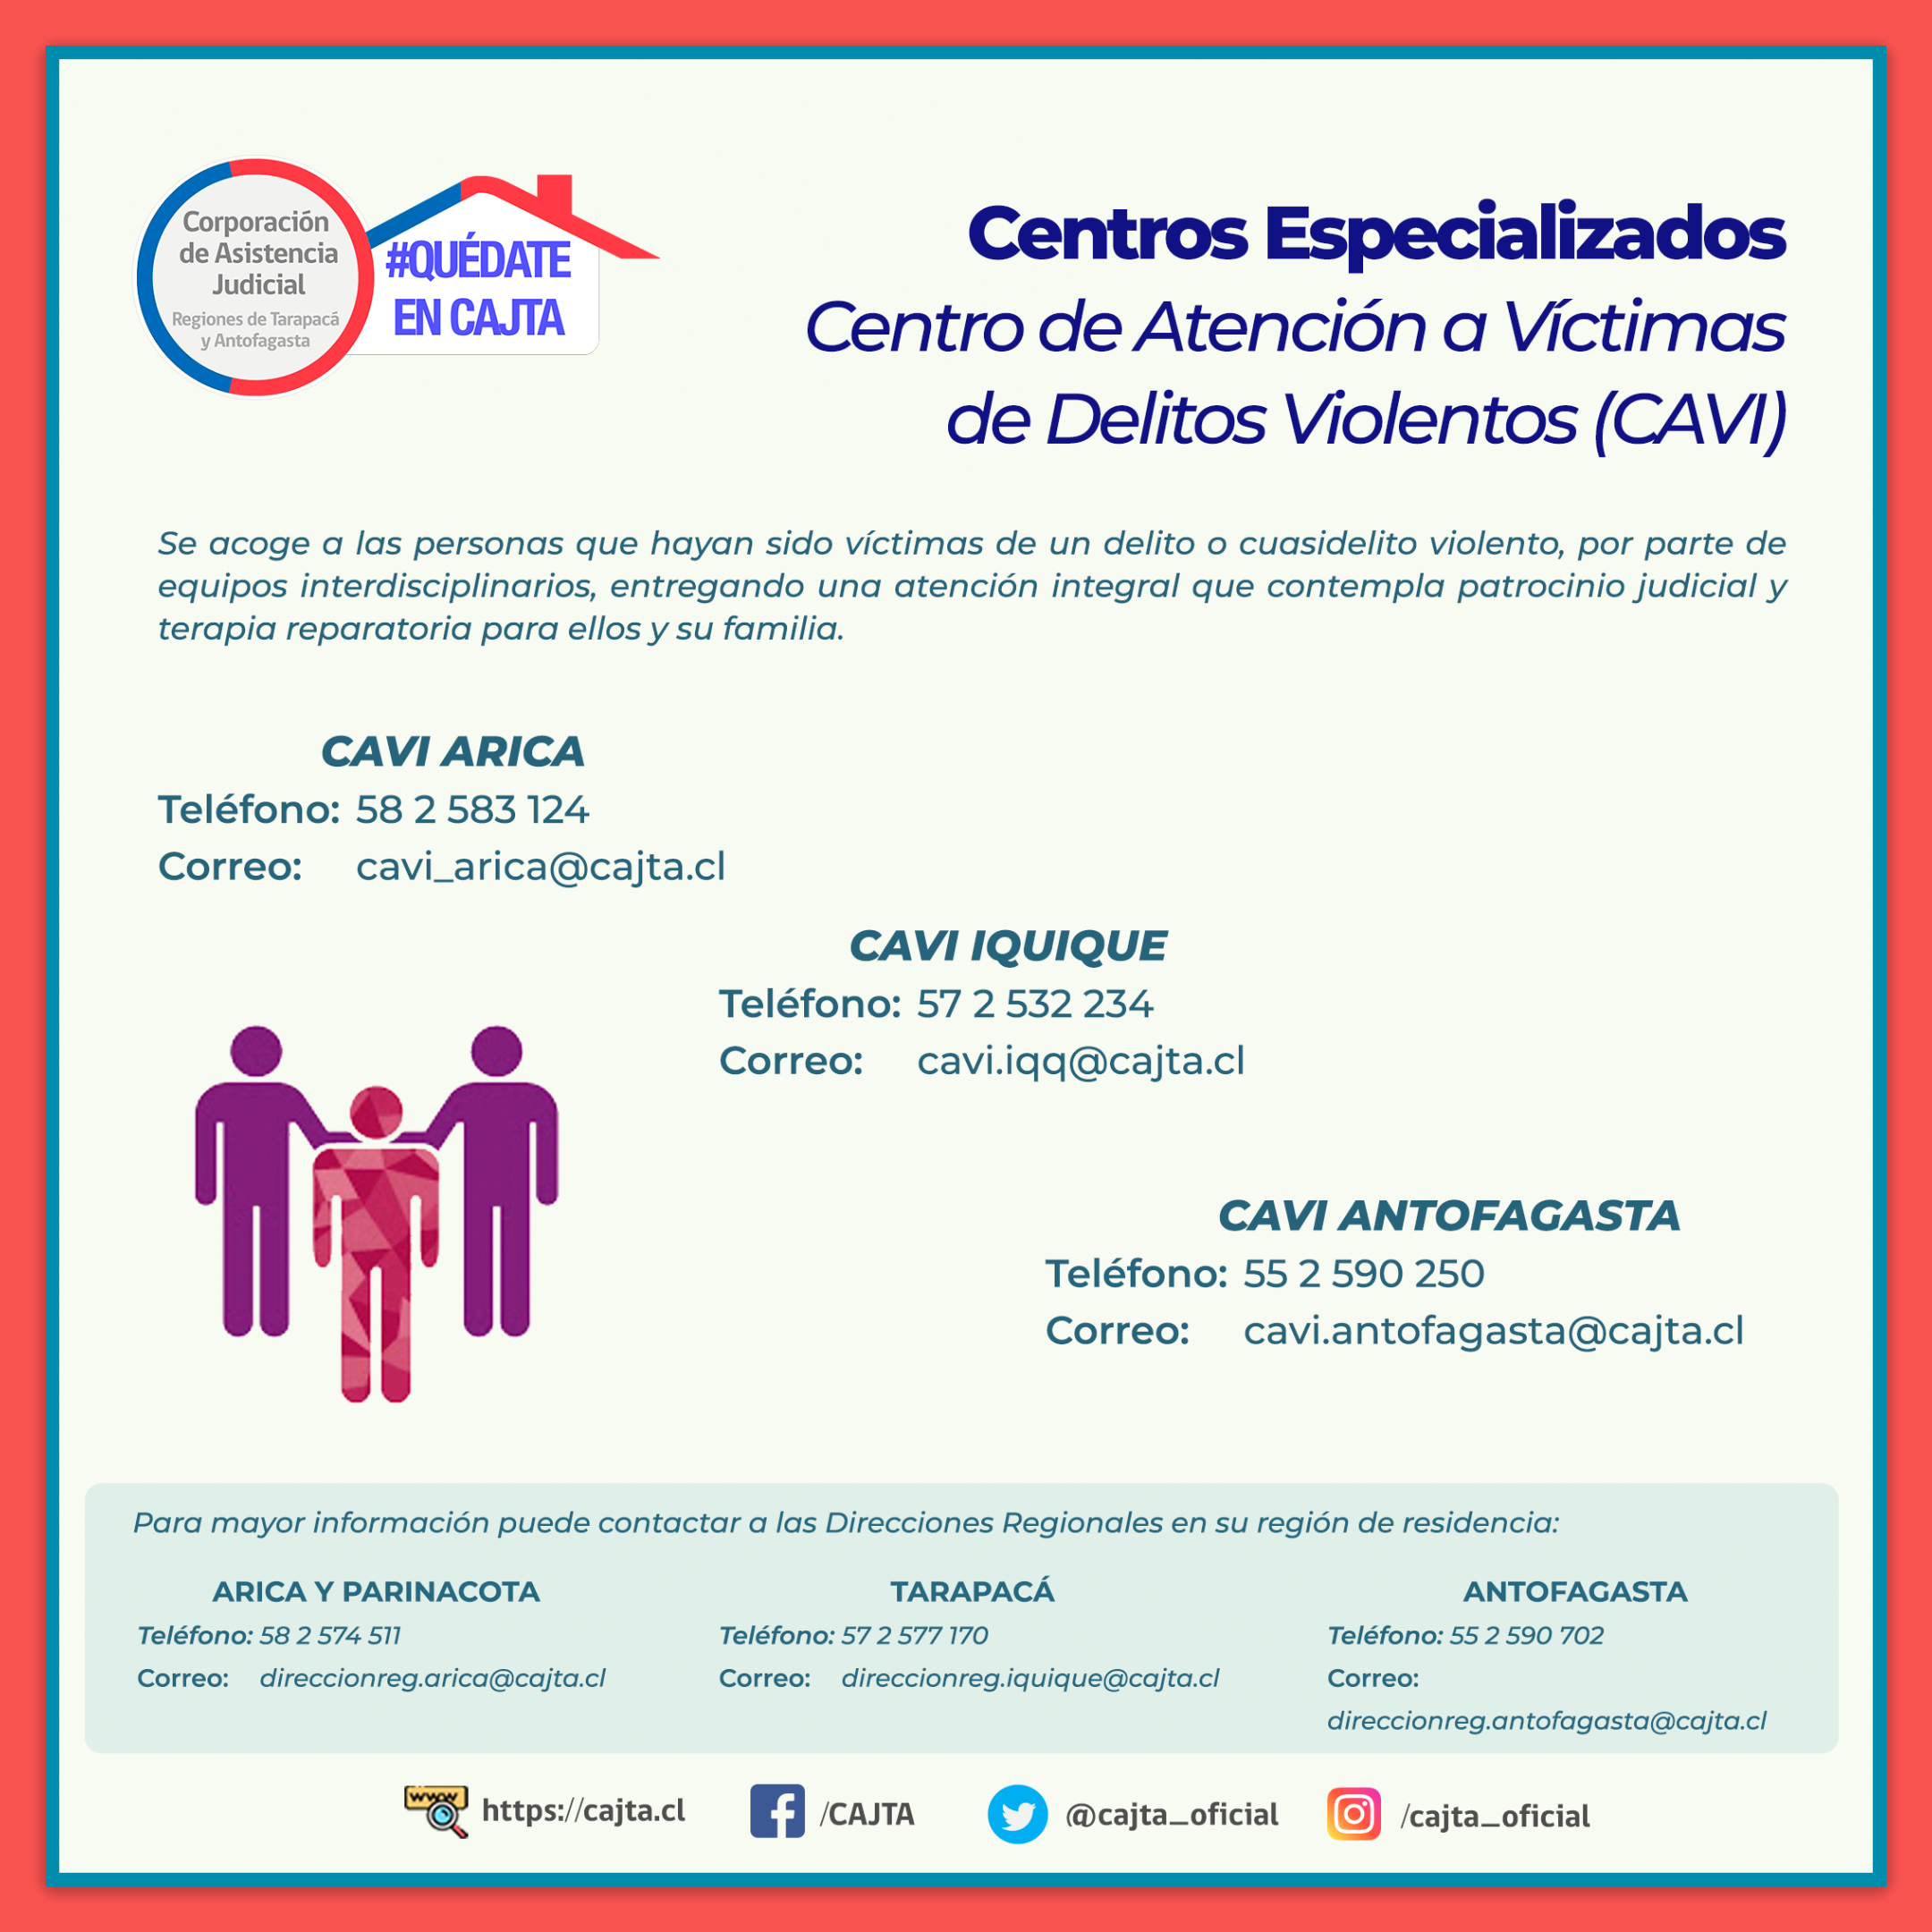 Corporación
de Asistencia
Judicial
Regiones de Tarapacá
y Antofagasta
#QUÉDATE
EN CAJTA
Centros Especializados
Centro de Atención a Víctimas
de Delitos Violentos (CAVI)
Se acoge a las personas que hayan sido víctimas de un delito o cuasidelito violento, por parte de
equipos interdisciplinarios, entregando una atención integral que contempla patrocinio judicial y
terapia reparatoria para ellos y su familia.
CAVI ARICA
Teléfono: 58 2 583 124
Correo: cavi_arica@cajta.cl
CAVI IQUIQUE
Teléfono: 57 2 532 234
Correo: cavi.iqq@cajta.cl
CAVI ANTOFAGASTA
Teléfono: 55 2 590 250
Correo: cavi.antofagasta@cajta.cl
Para mayor información puede contactar a las Direcciones Regionales en su región de residencia:
ARICA Y PARINACOTA
Teléfono: 58 2 574 511
Correo: direccionreg.arica@cajta.cl
TARAPACÁ
Teléfono: 57 2 577 170
Correo: direccionreg.iquique@cajta.cl
ANTOFAGASTA
Teléfono: 55 2 590 702
Correo:
direccionreg.antofagasta@cajta.cl
www
https://cajta.cl
/CAJTA
@cajta_oficial
/cajta_oficial